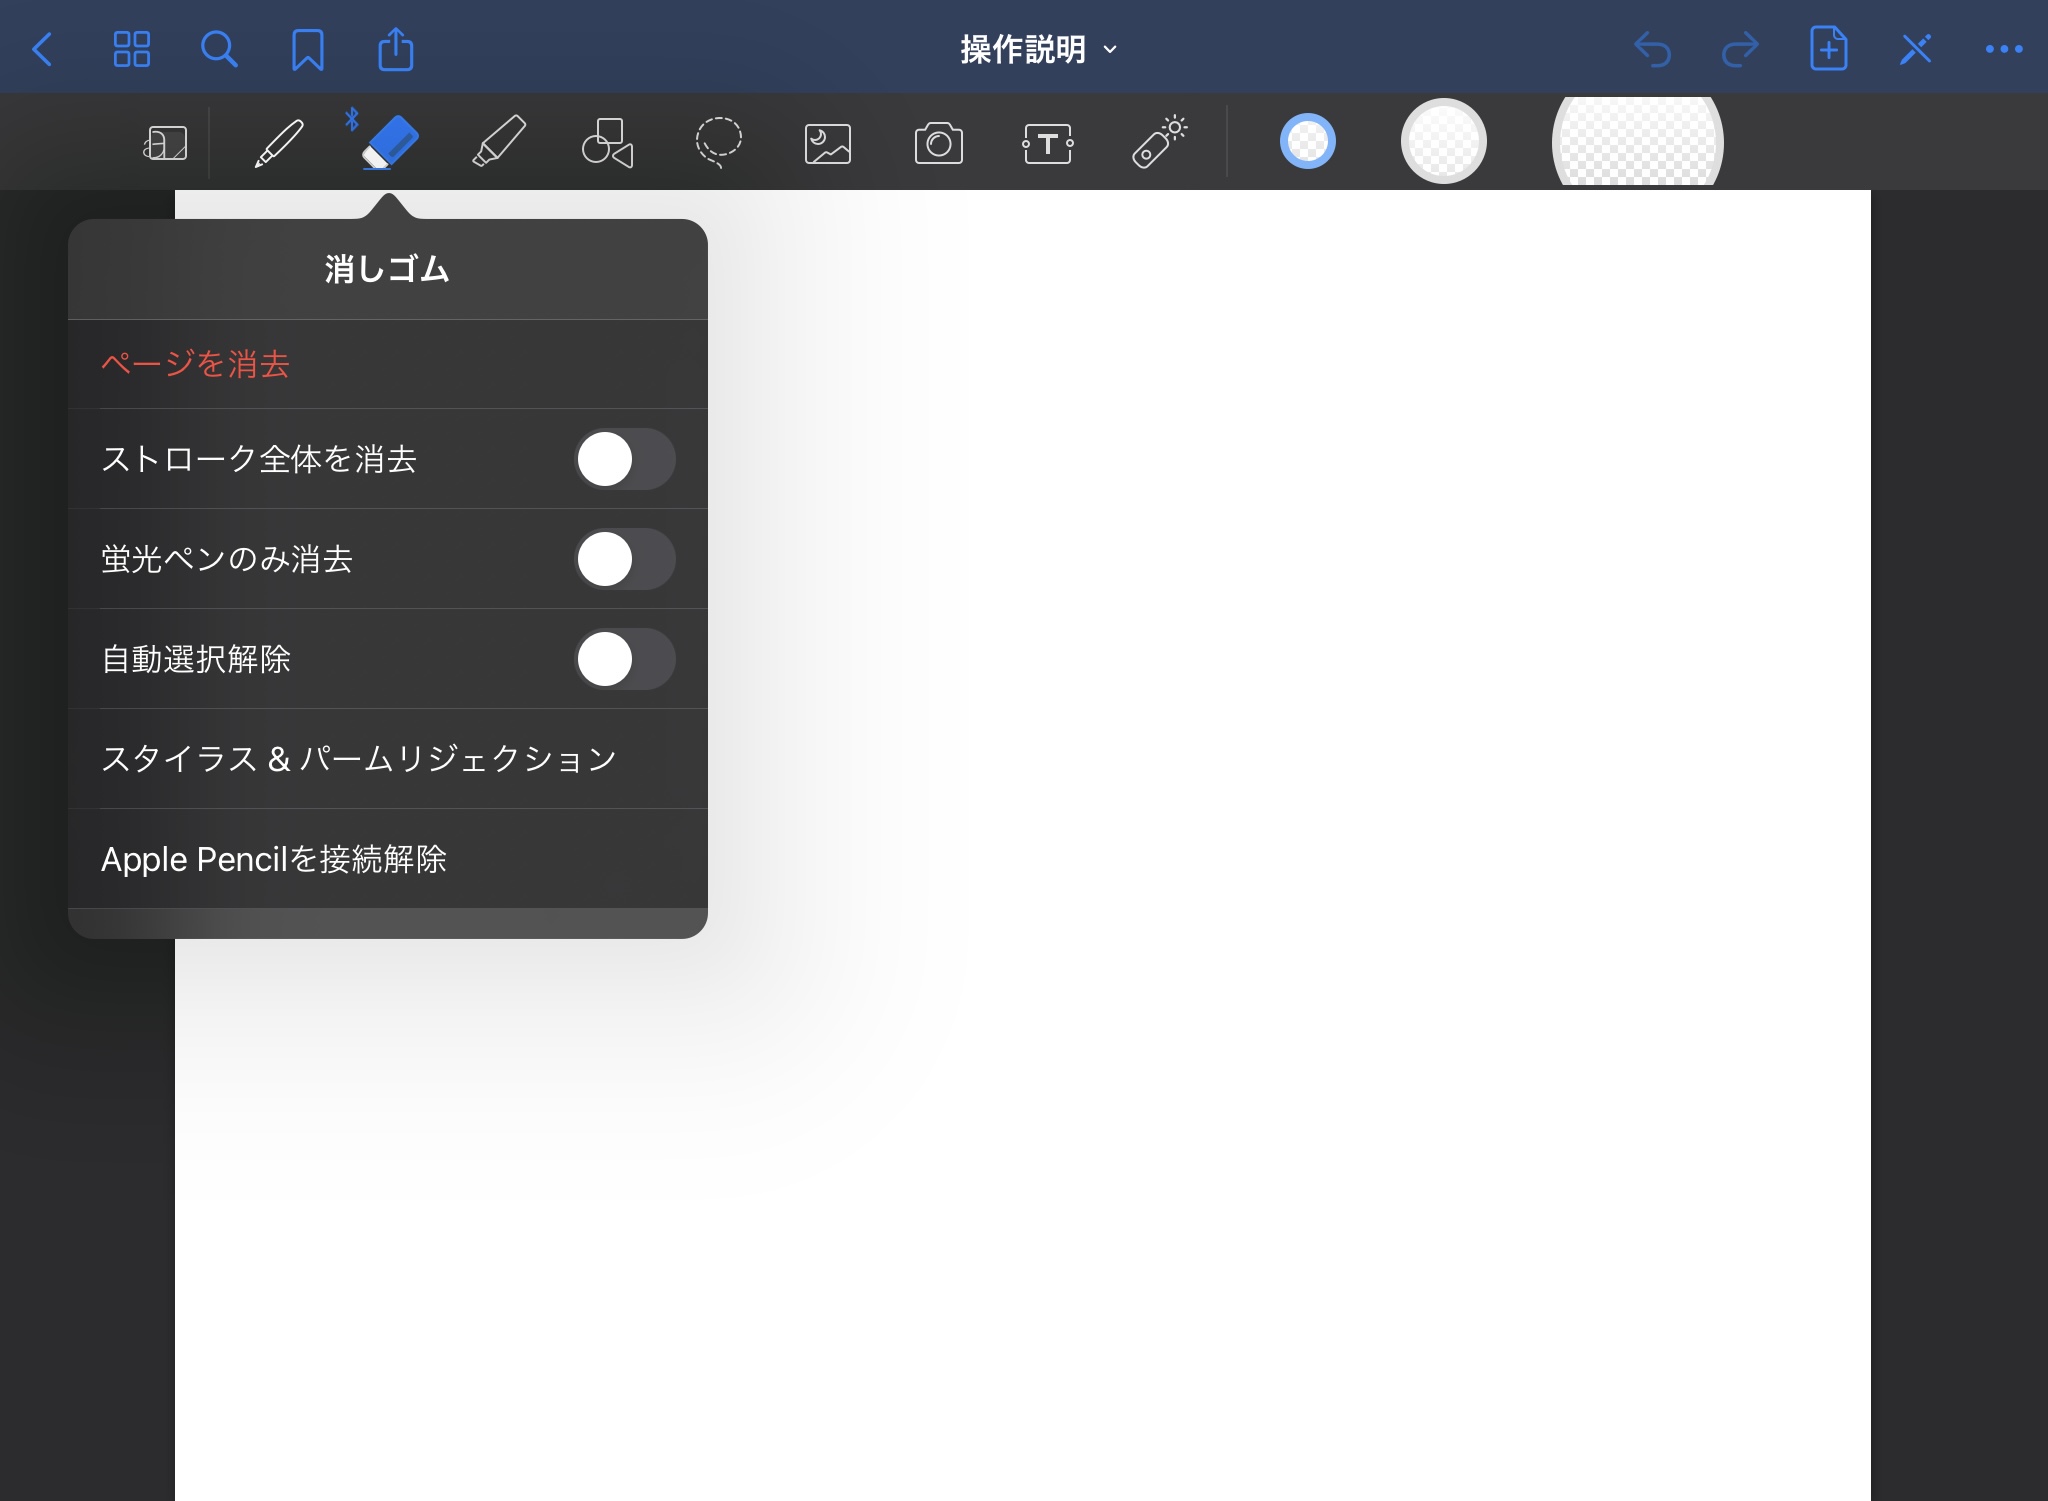 操作説明
消しゴム
ページを消去
ストローク全体を消去
蛍光ペンのみ消去
自動選択解除
スタイラス & パームリジェクション
Apple Pencilを接続解除